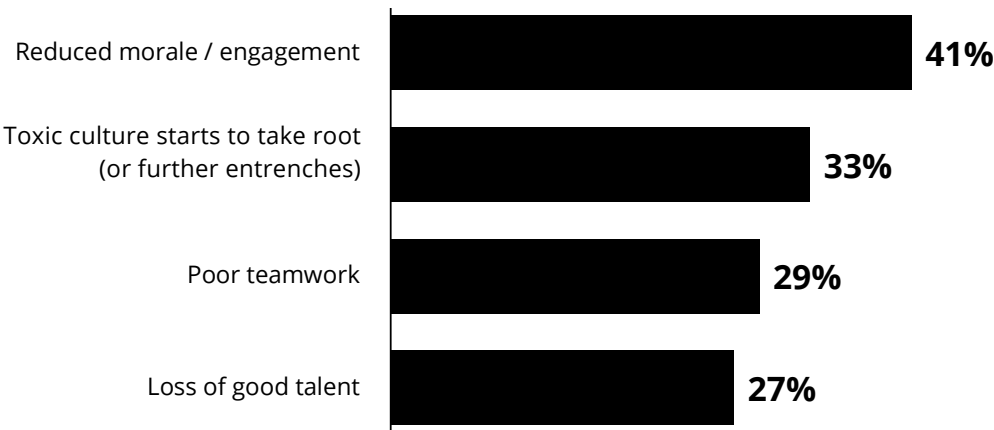 Reduced morale / engagement
41%
Toxic culture starts to take root
(or further entrenches)
33%
Poor teamwork
29%
Loss of good talent
27%